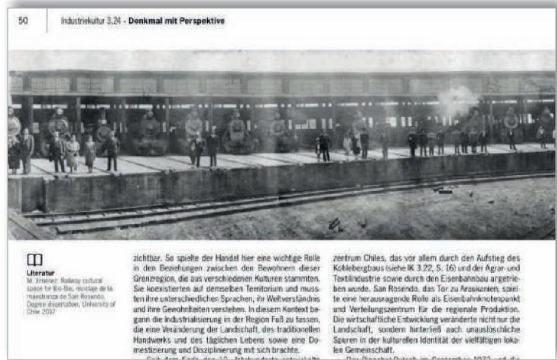 50
Industriekultur 3.24 - Denkmal mit Perspektive
Literatur
M. Jimenez: Railway cultural
space for Bio-Bio, reciclaje de la
maestranza de San Rosendo.
Degree dissertation, University of
Chile 2017
zichtbar. So spielte der Handel hier eine wichtige Rolle
in den Beziehungen zwischen den Bewohnern dieser
Grenzregion, die aus verschiedenen Kulturen stammten.
Sie koexistierten auf demselben Territorium und muss-
ten ihre unterschiedlichen Sprachen, ihr Weltverständnis
und ihre Gewohnheiten verstehen. In diesem Kontext be-
gann die Industrialisierung in der Region Fuß zu fassen,
die eine Veränderung der Landschaft, des traditionellen
Handwerks und des täglichen Lebens sowie eine Do-
mestizierung und Disziplinierung mit sich brachte.
zentrum Chiles, das vor allem durch den Aufstieg des
Kohlebergbaus (siehe IK 3.22, S. 16) und der Agrar- und
Textilindustrie sowie durch den Eisenbahnbau angetrie-
ben wurde. San Rosendo, das Tor zu Araukanien, spiel-
te eine herausragende Rolle als Eisenbahnknotenpunkt
und Verteilungszentrum für die regionale Produktion.
Die wirtschaftliche Entwicklung veränderte nicht nur die
Landschaft, sondern hinterließ auch unauslöschliche
Spuren in der kulturellen Identität der vielfältigen loka-
len Gemeinschaft.